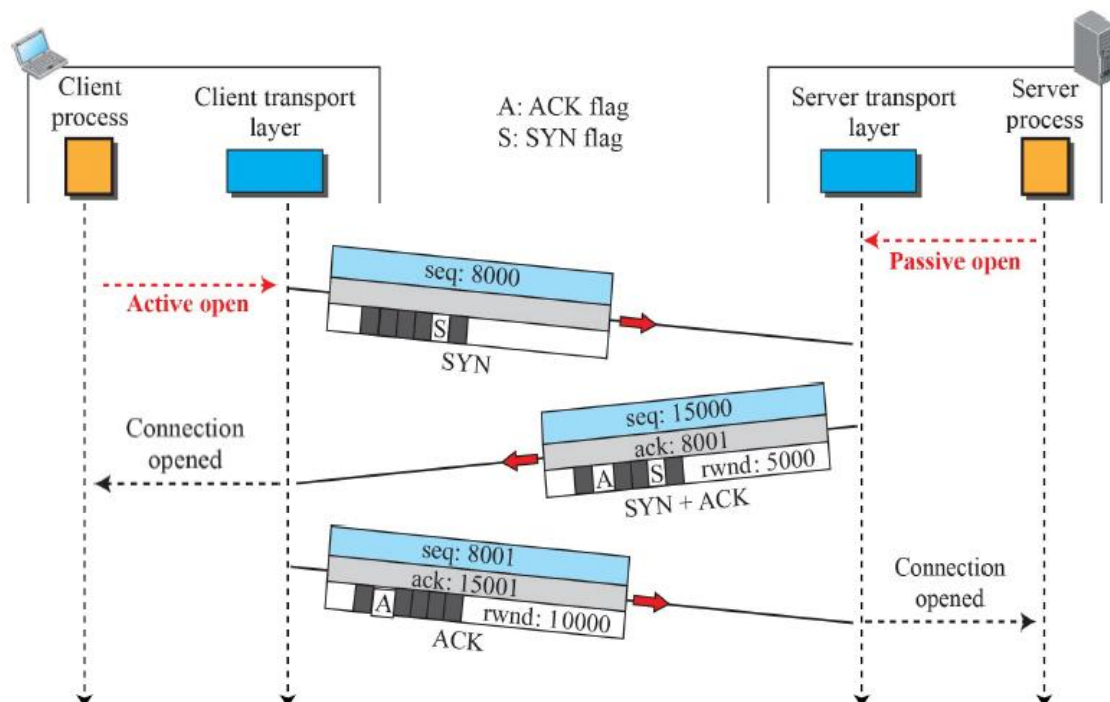 Client
process
Client transport
layer
A: ACK flag
S: SYN flag
Server transport
layer
Server
process
Active open
Passive open
seq: 8000
S
SYN
seq: 15000
ack: 8001
A S rwnd: 5000
SYN + ACK
Connection
opened
seq: 8001
ack: 15001
A rwnd: 10000
ACK
Connection
opened